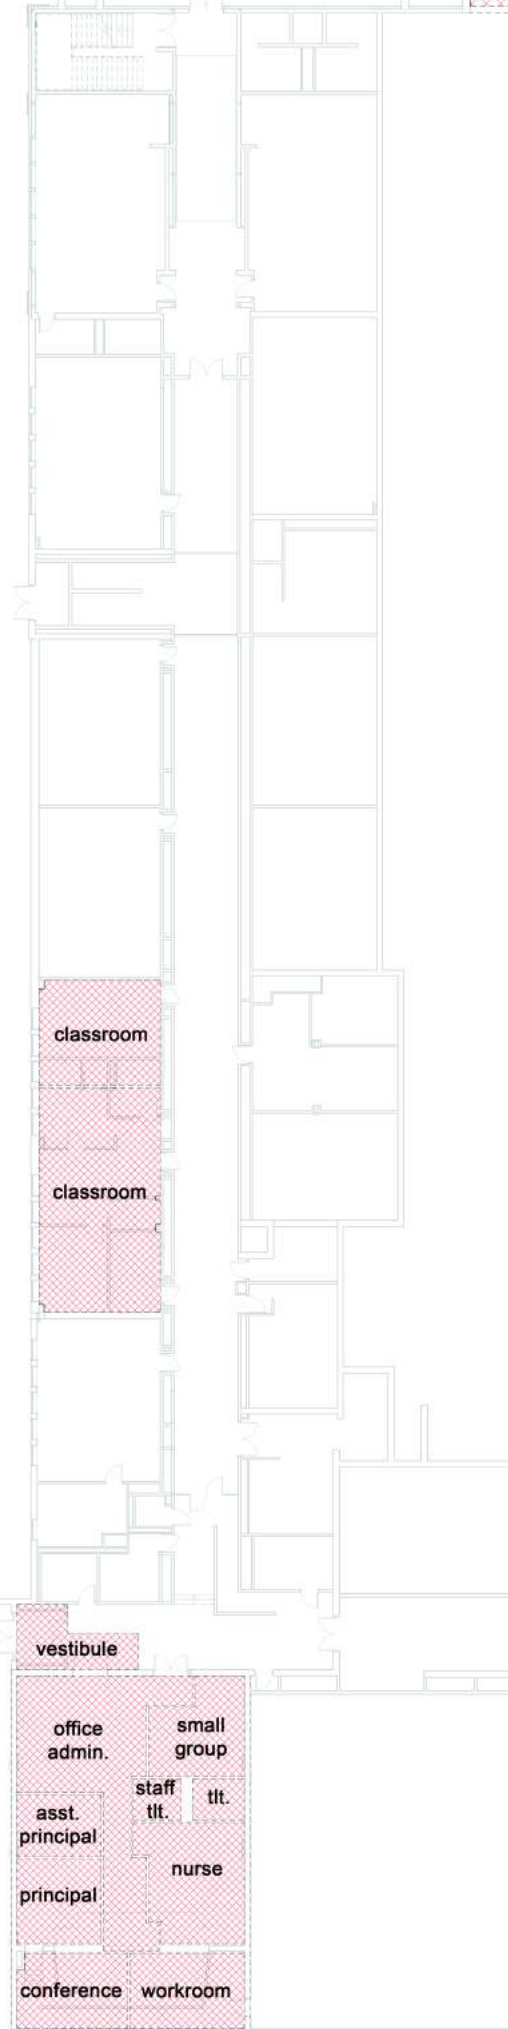 classroom
classroom
vestibule
office
admin.
small
group
staff
tlt.
tlt.
asst.
principal
nurse
principal
conference
workroom